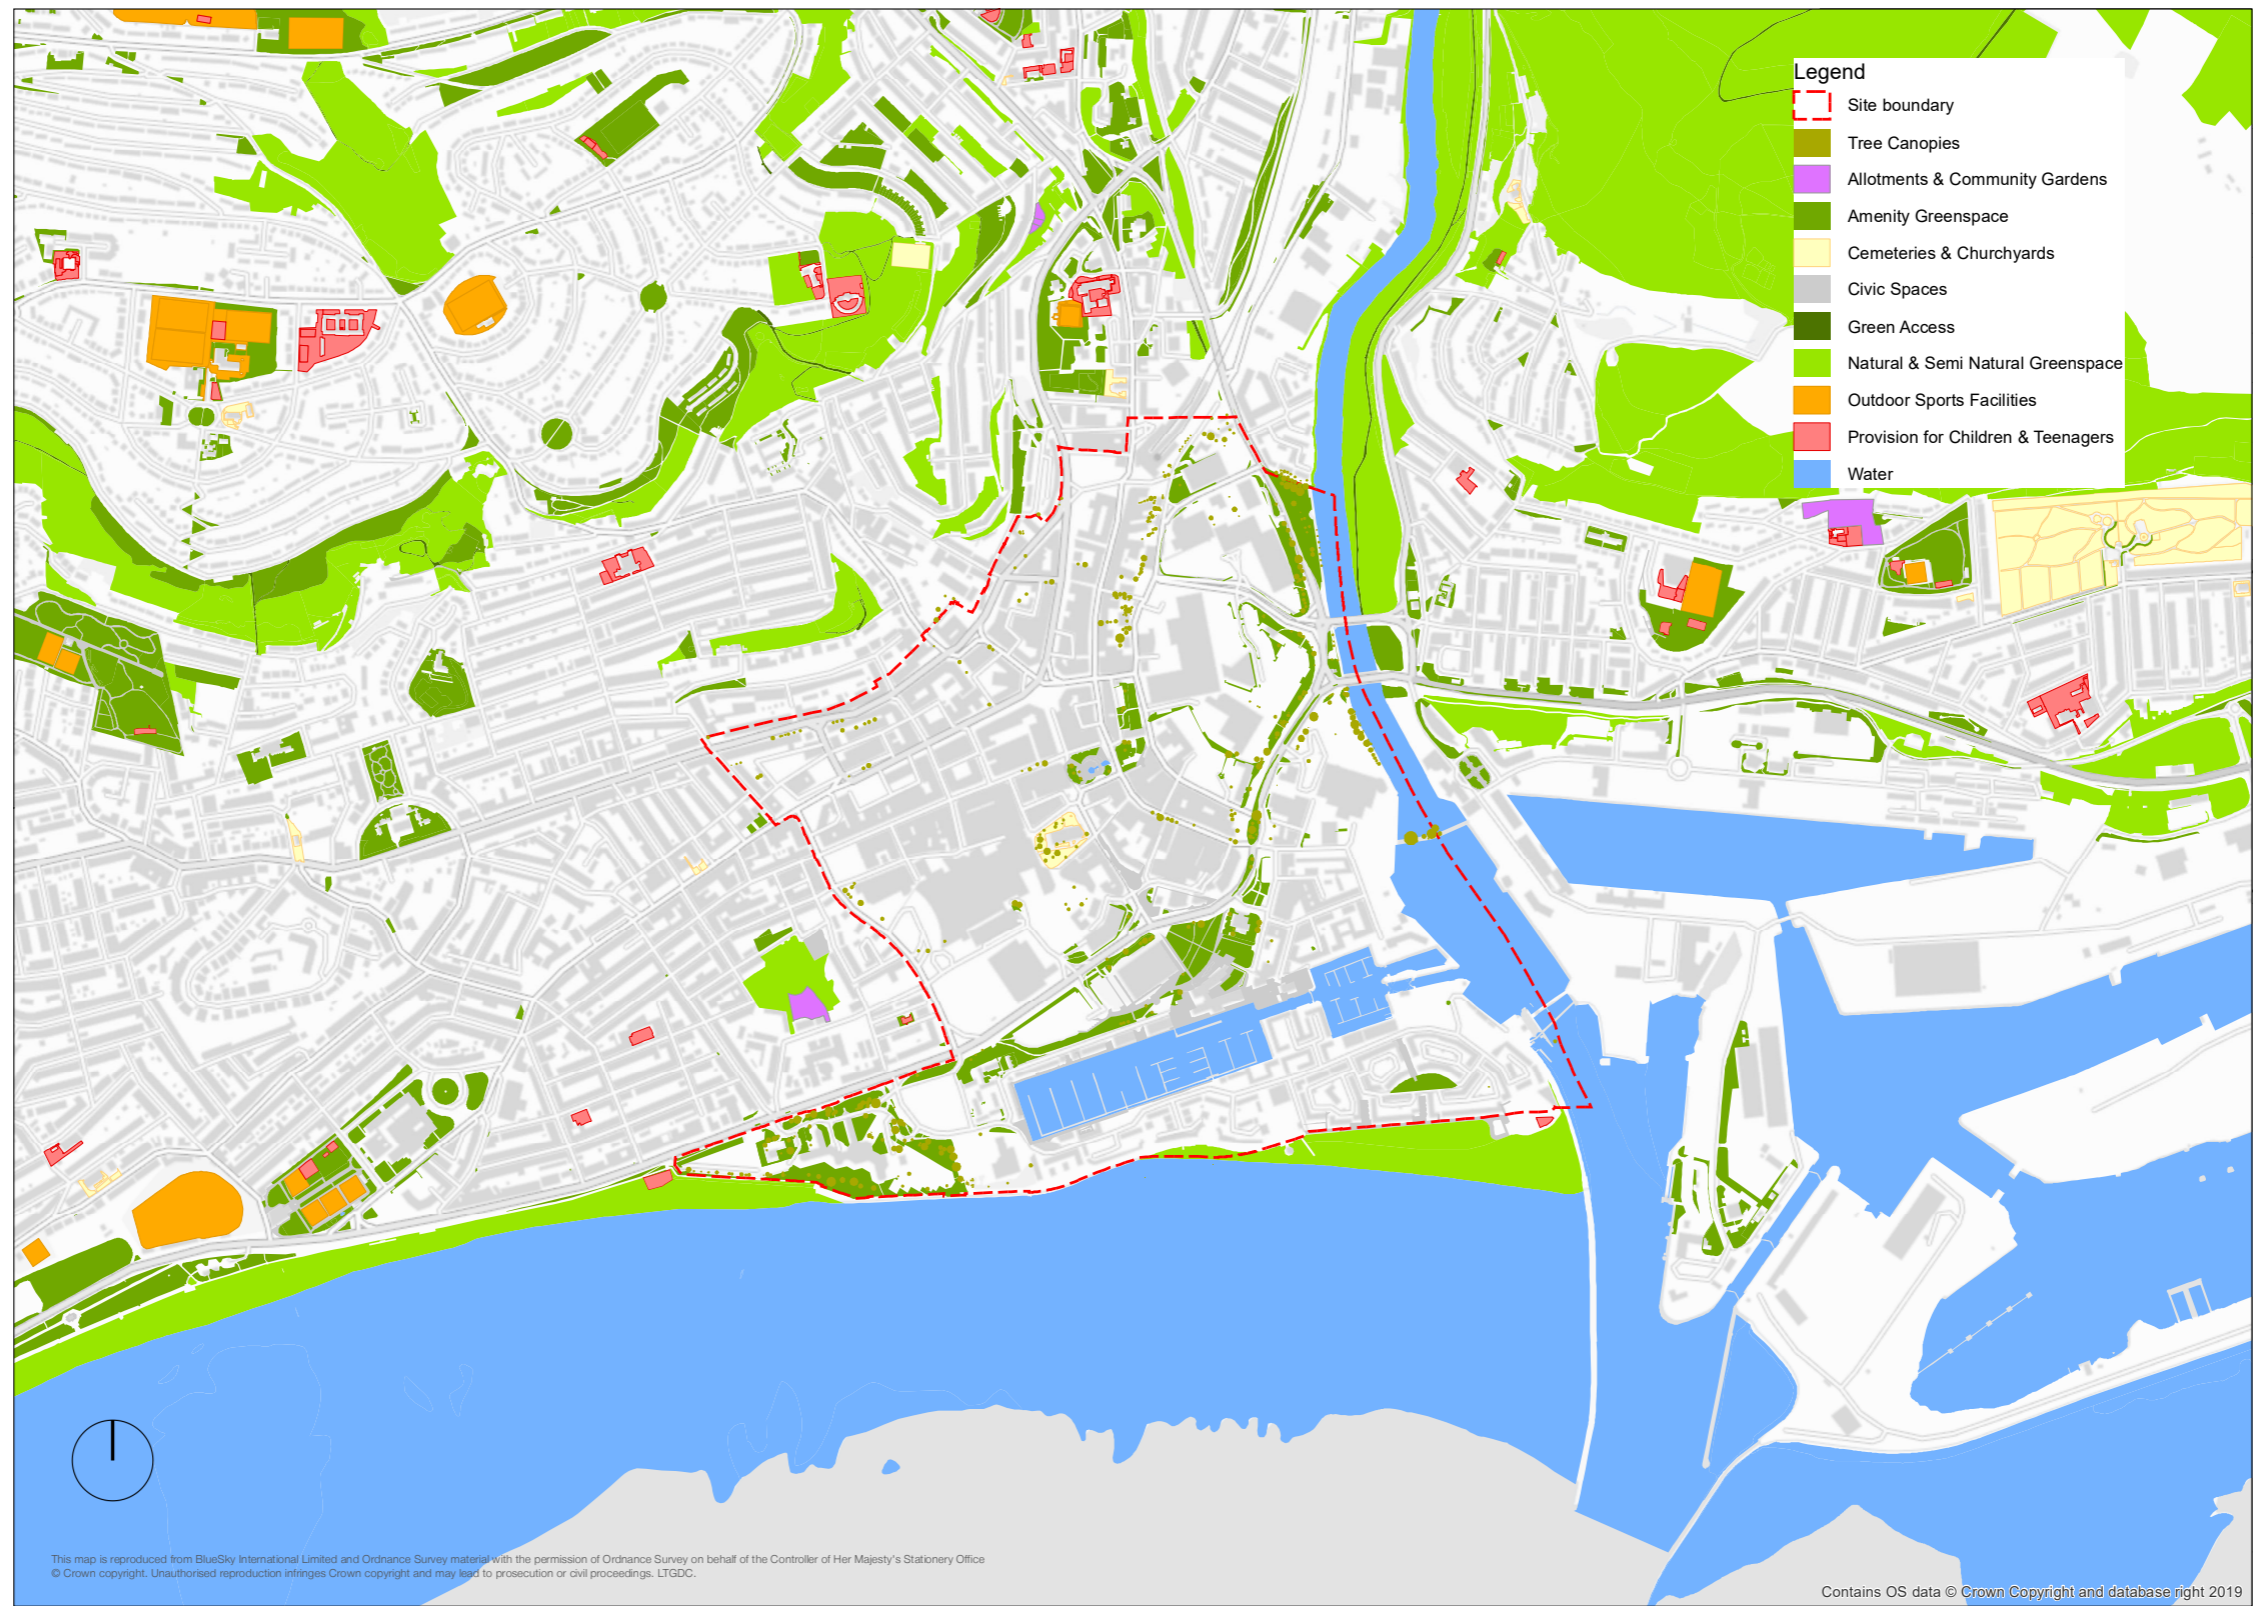 Legend
Site boundary
Tree Canopies
Allotments & Community Gardens
Amenity Greenspace
Cemeteries & Churchyards
Civic Spaces
Green Access
Natural & Semi Natural Greenspace
Outdoor Sports Facilities
Provision for Children & Teenagers
Water
This map is reproduced from BlueSky International Limited and Ordnance Survey material with the permission of Ordnance Survey on behalf of the Controller of Her Majesty's Stationery Office
© Crown copyright. Unauthorised reproduction infringes Crown copyright and may lead to prosecution or civil proceedings. LTGDC.
Contains OS data © Crown Copyright and database right 2019